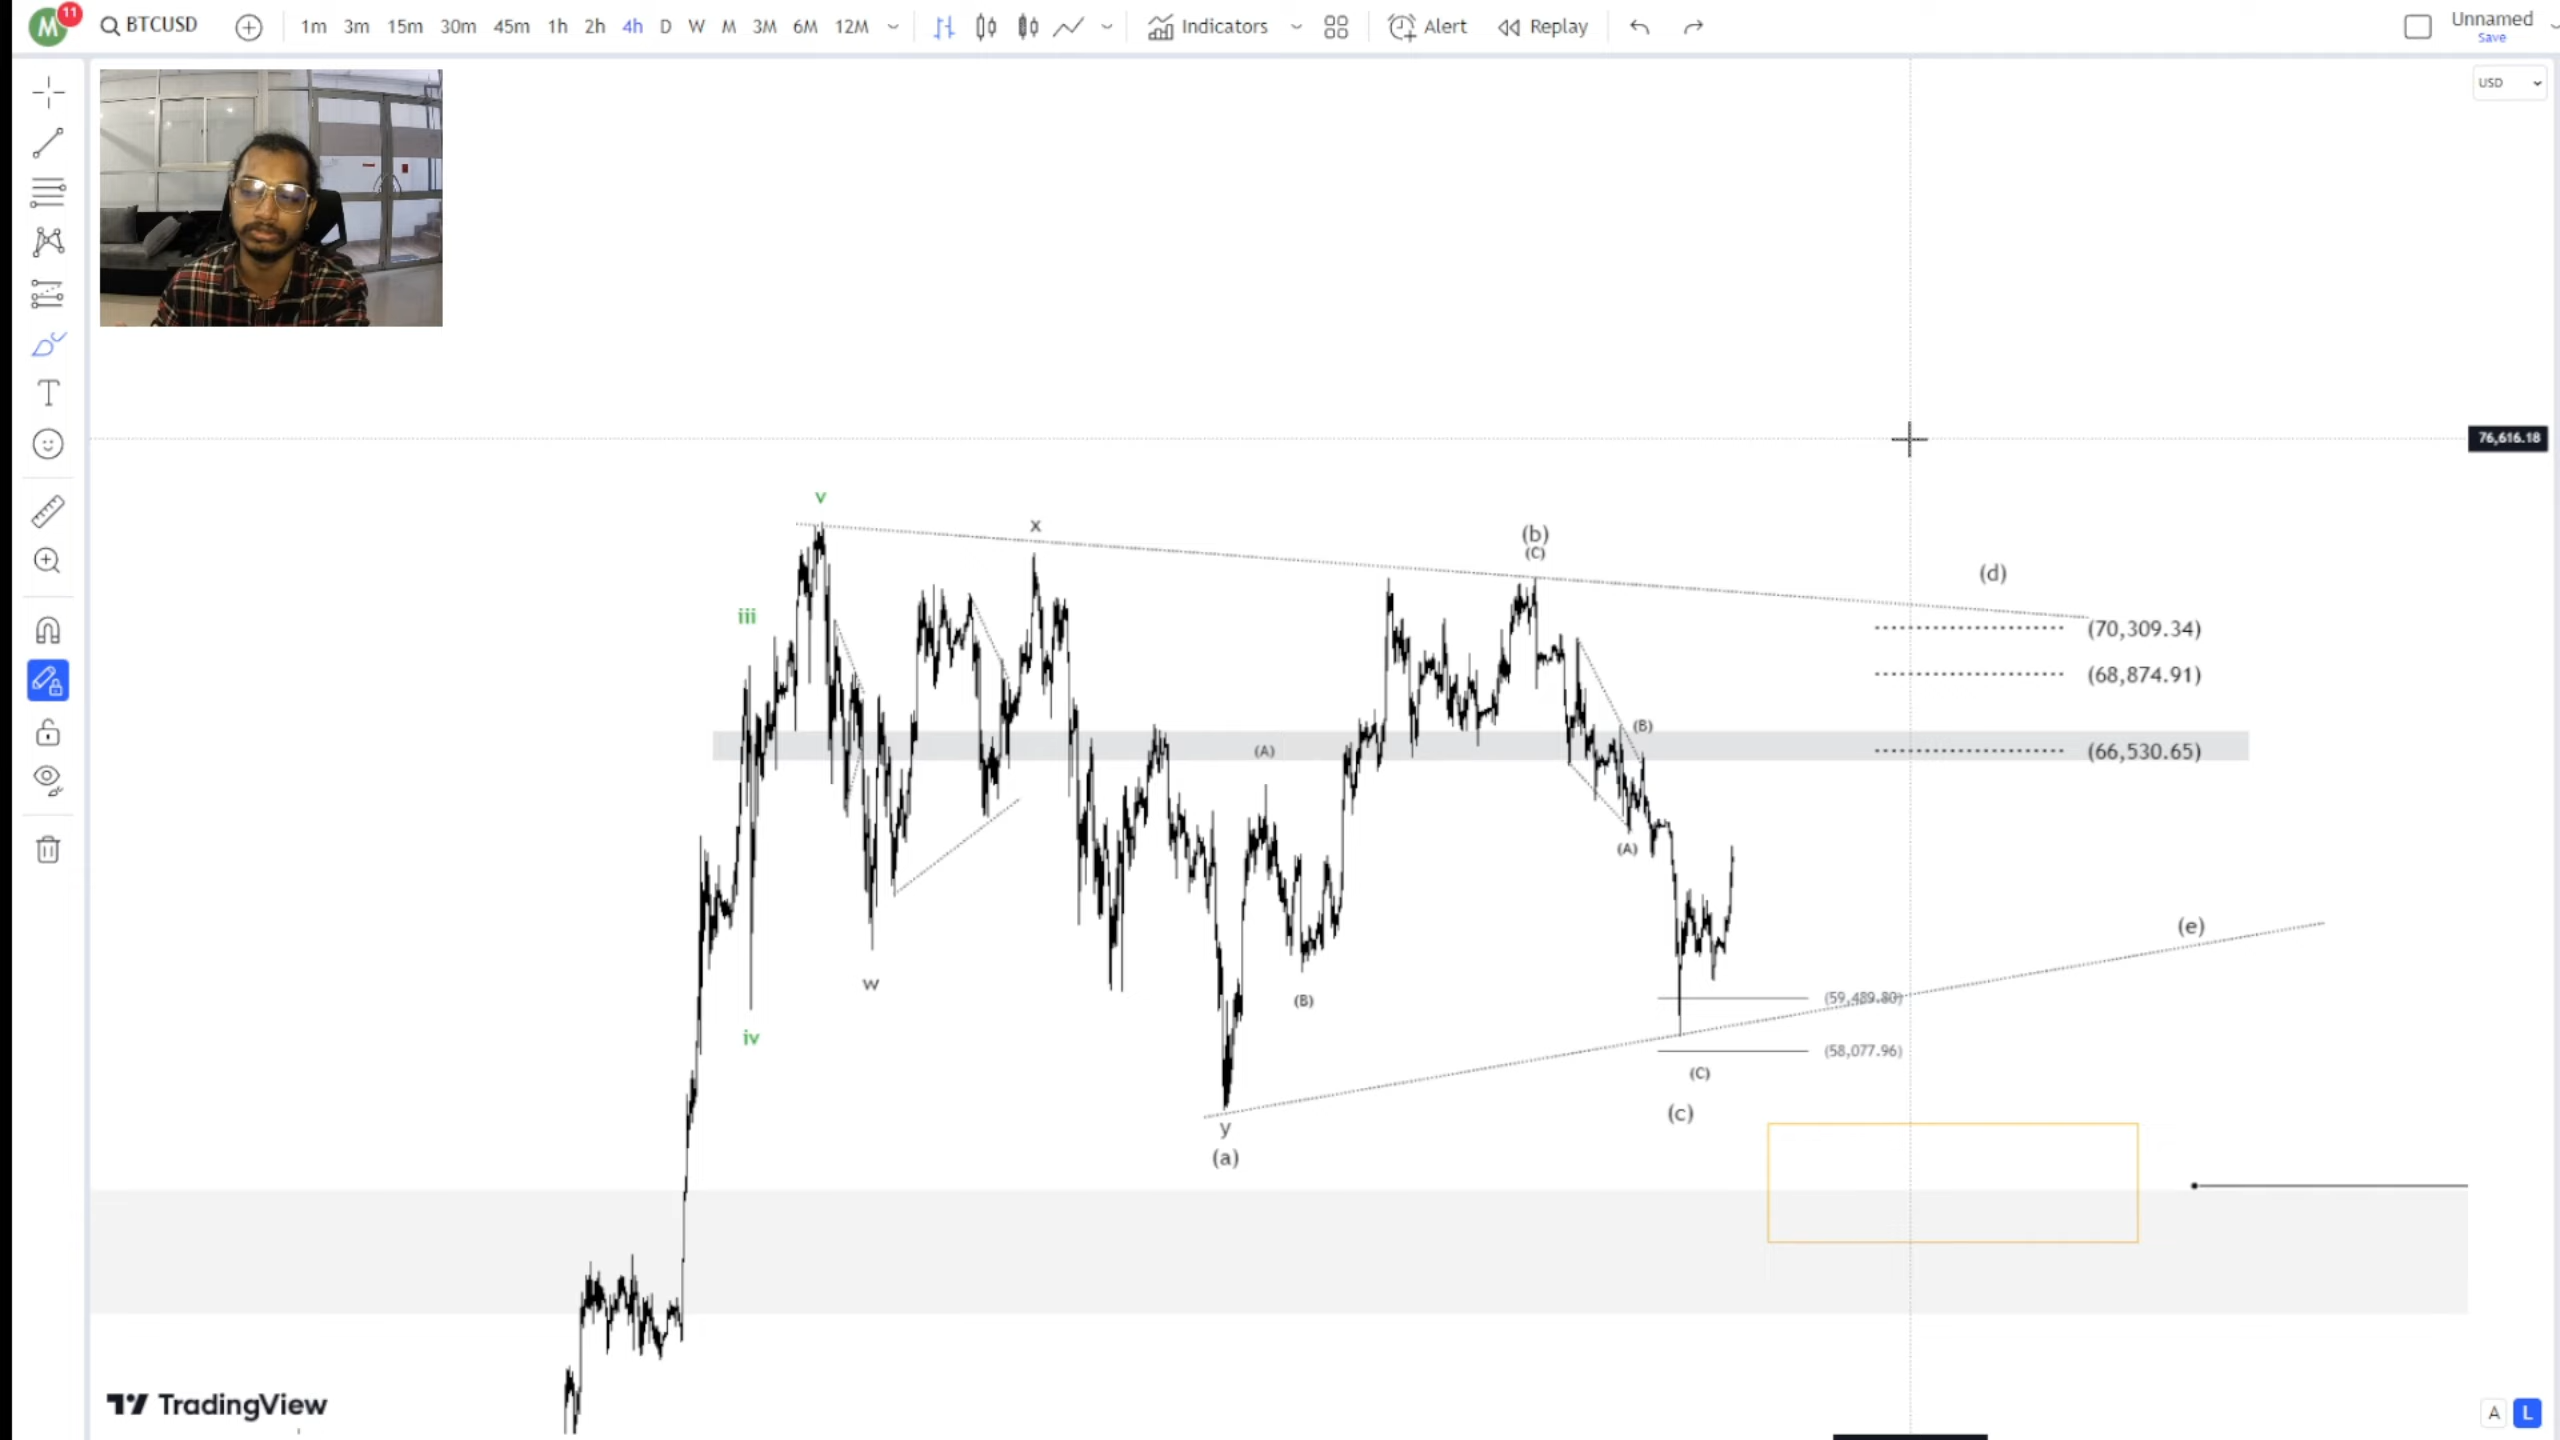 M 11 BTCUSD 1m 3m 15m 30m 45m 1h 2h 4h D W M 3M 6M 12M Indicators Alert Replay Unnamed
Save
USD
76,616.18
v
x
(b)
(C)
(d)
iii
(70,309.34)
(68,874.91)
(B)
(A)
(66,530.65)
(A)
(e)
w
(B)
(59,489.80)
iv
(58,077.96)
(C)
(c)
y
(a)
TradingView
A L